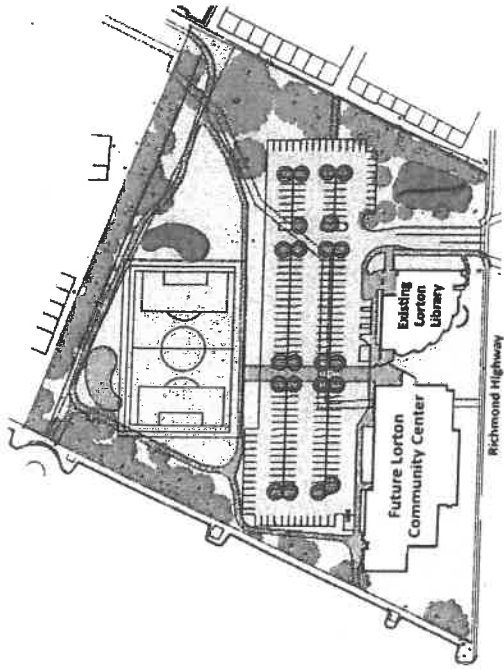 Existing
Lorton
Library
Future Lorton
Community Center
Richmond Highway